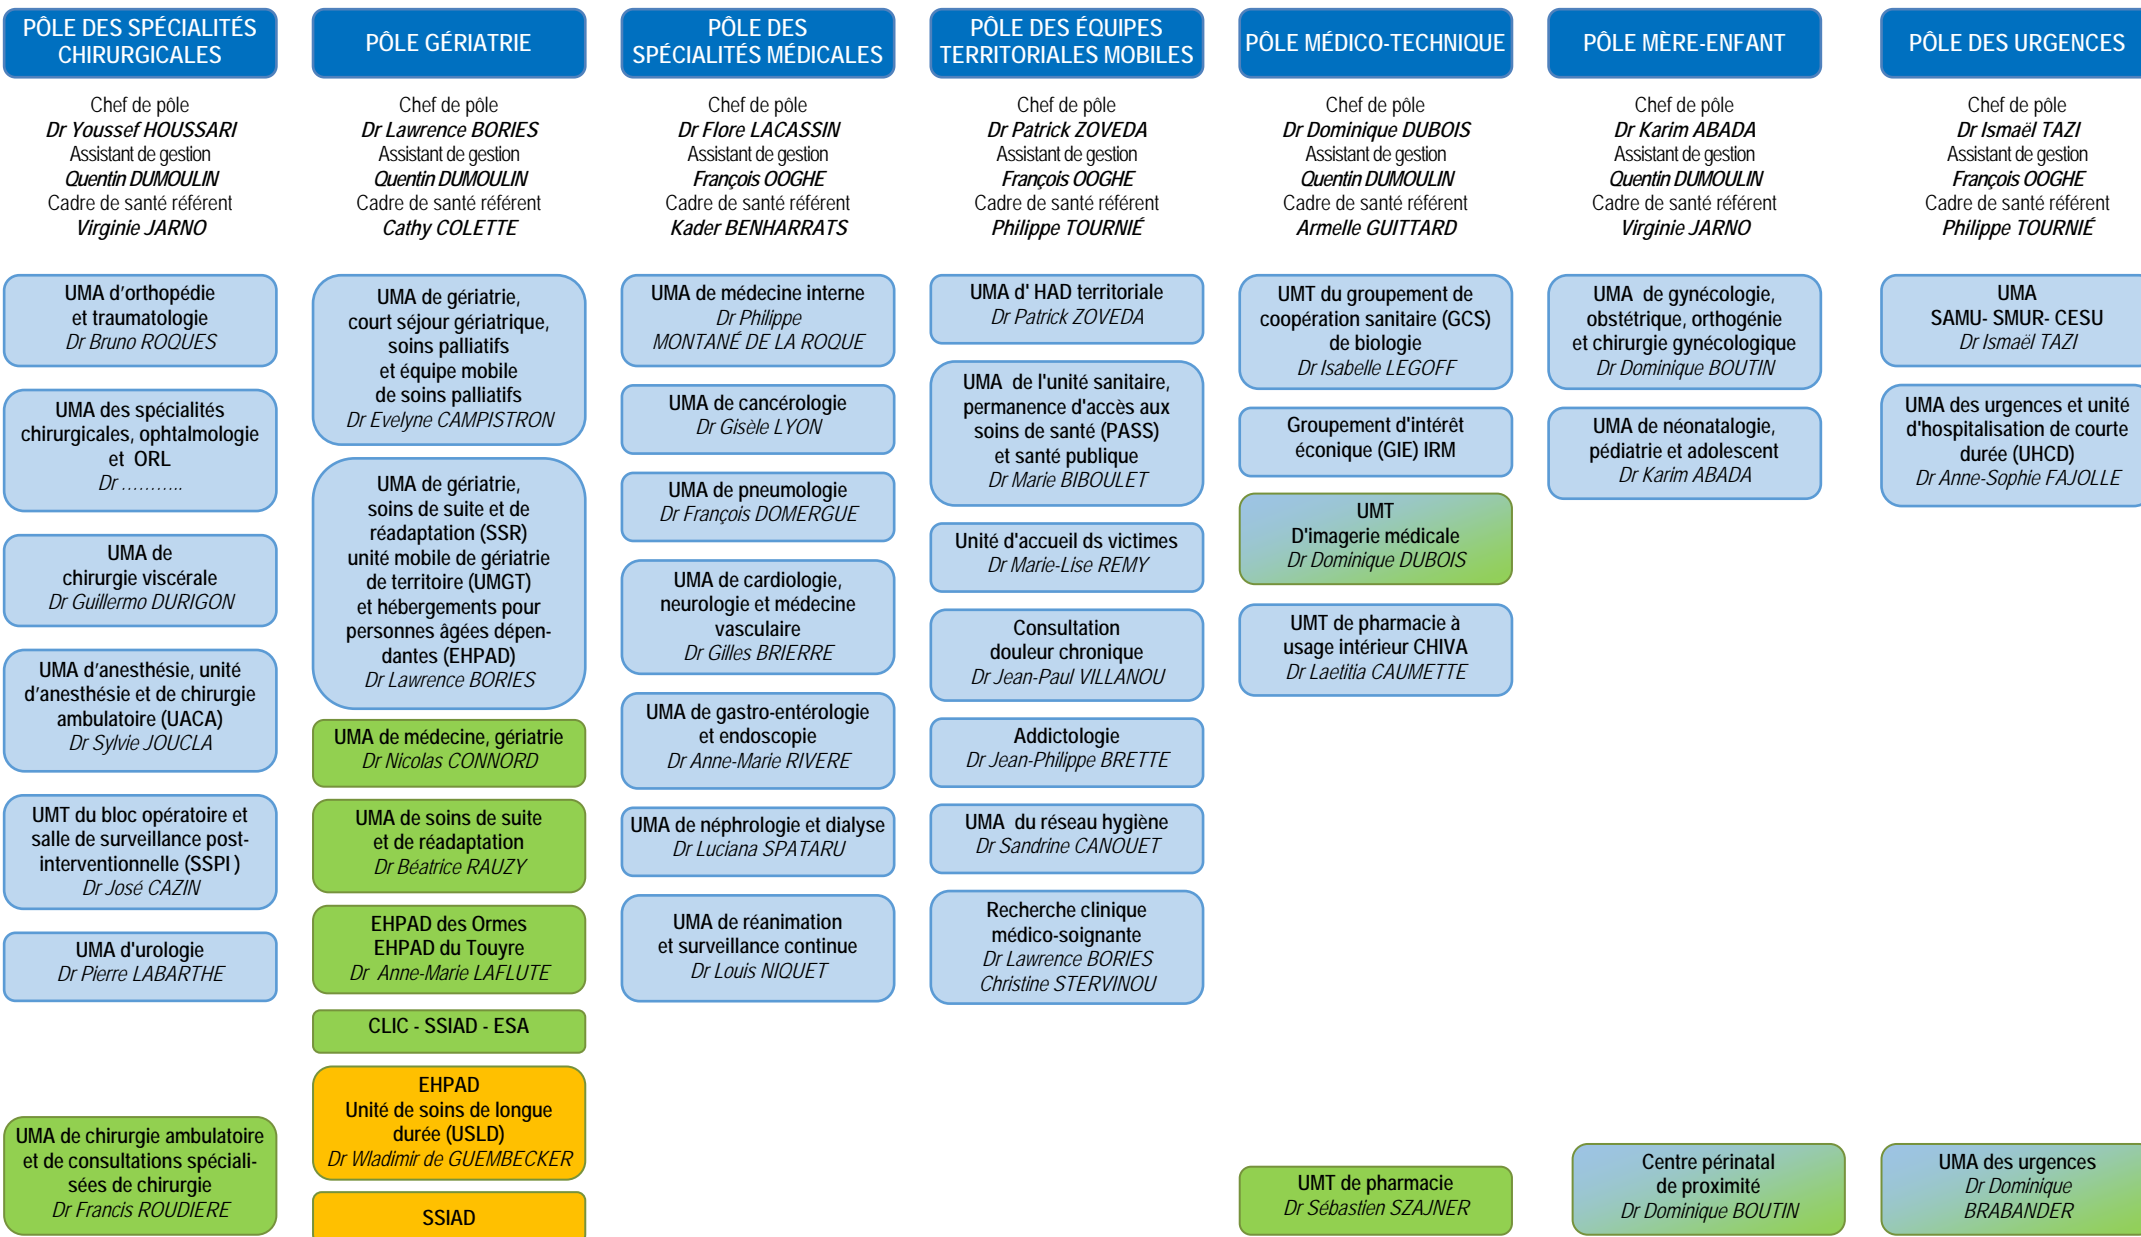 PÔLE DES SPÉCIALITÉS
CHIRURGICALES
Chef de pôle
Dr Youssef HOUSSARI
Assistant de gestion
Quentin DUMOULIN
Cadre de santé référent
Virginie JARNO
UMA d'orthopédie
et traumatologie
Dr Bruno ROQUES
UMA des spécialités
chirurgicales, ophtalmologie
et ORL
Dr ………..
UMA de
chirurgie viscérale
Dr Guillermo DURIGON
UMA d'anesthésie, unité
d'anesthésie et de chirurgie
ambulatoire (UACA)
Dr Sylvie JOUCLA
UMT du bloc opératoire et
salle de surveillance post-
interventionnelle (SSPI )
Dr José CAZIN
UMA d'urologie
Dr Pierre LABARTHE
UMA de chirurgie ambulatoire
et de consultations spéciali-
sées de chirurgie
Dr Francis ROUDIERE
PÔLE GÉRIATRIE
Chef de pôle
Dr Lawrence BORIES
Assistant de gestion
Quentin DUMOULIN
Cadre de santé référent
Cathy COLETTE
UMA de gériatrie,
court séjour gériatrique,
soins palliatifs
et équipe mobile
de soins palliatifs
Dr Evelyne CAMPISTRON
UMA de gériatrie,
soins de suite et de
réadaptation (SSR)
unité mobile de gériatrie
de territoire (UMGT)
et hébergements pour
personnes âgées dépen-
dantes (EHPAD)
Dr Lawrence BORIES
UMA de médecine, gériatrie
Dr Nicolas CONNORD
UMA de soins de suite
et de réadaptation
Dr Béatrice RAUZY
EHPAD des Ormes
EHPAD du Touyre
Dr Anne-Marie LAFLUTE
CLIC - SSIAD - ESA
EHPAD
Unité de soins de longue
durée (USLD)
Dr Wladimir de GUEMBECKER
SSIAD
PÔLE DES
SPÉCIALITÉS MÉDICALES
Chef de pôle
Dr Flore LACASSIN
Assistant de gestion
François OOGHE
Cadre de santé référent
Kader BENHARRATS
UMA de médecine interne
Dr Philippe
MONTANÉ DE LA ROQUE
UMA de cancérologie
Dr Gisèle LYON
UMA de pneumologie
Dr François DOMERGUE
UMA de cardiologie,
neurologie et médecine
vasculaire
Dr Gilles BRIERRE
UMA de gastro-entérologie
et endoscopie
Dr Anne-Marie RIVERE
UMA de néphrologie et dialyse
Dr Luciana SPATARU
UMA de réanimation
et surveillance continue
Dr Louis NIQUET
PÔLE DES ÉQUIPES
TERRITORIALES MOBILES
Chef de pôle
Dr Patrick ZOVEDA
Assistant de gestion
François OOGHE
Cadre de santé référent
Philippe TOURNIÉ
UMA d' HAD territoriale
Dr Patrick ZOVEDA
UMA de l'unité sanitaire,
permanence d'accès aux
soins de santé (PASS)
et santé publique
Dr Marie BIBOULET
Unité d'accueil ds victimes
Dr Marie-Lise REMY
Consultation
douleur chronique
Dr Jean-Paul VILLANOU
Addictologie
Dr Jean-Philippe BRETTE
UMA du réseau hygiène
Dr Sandrine CANOUET
Recherche clinique
médico-soignante
Dr Lawrence BORIES
Christine STERVINOU
PÔLE MÉDICO-TECHNIQUE
Chef de pôle
Dr Dominique DUBOIS
Assistant de gestion
Quentin DUMOULIN
Cadre de santé référent
Armelle GUITTARD
UMT du groupement de
coopération sanitaire (GCS)
de biologie
Dr Isabelle LEGOFF
Groupement d'intérêt
éconique (GIE) IRM
UMT
D'imagerie médicale
Dr Dominique DUBOIS
UMT de pharmacie à
usage intérieur CHIVA
Dr Laetitia CAUMETTE
UMT de pharmacie
Dr Sébastien SZAJNER
PÔLE MÈRE-ENFANT
Chef de pôle
Dr Karim ABADA
Assistant de gestion
Quentin DUMOULIN
Cadre de santé référent
Virginie JARNO
UMA de gynécologie,
obstétrique, orthogénie
et chirurgie gynécologique
Dr Dominique BOUTIN
UMA de néonatalogie,
pédiatrie et adolescent
Dr Karim ABADA
Centre périnatal
de proximité
Dr Dominique BOUTIN
PÔLE DES URGENCES
Chef de pôle
Dr Ismaël TAZI
Assistant de gestion
François OOGHE
Cadre de santé référent
Philippe TOURNIÉ
UMA
SAMU- SMUR- CESU
Dr Ismaël TAZI
UMA des urgences et unité
d'hospitalisation de courte
durée (UHCD)
Dr Anne-Sophie FAJOLLE
UMA des urgences
Dr Dominique
BRABANDER